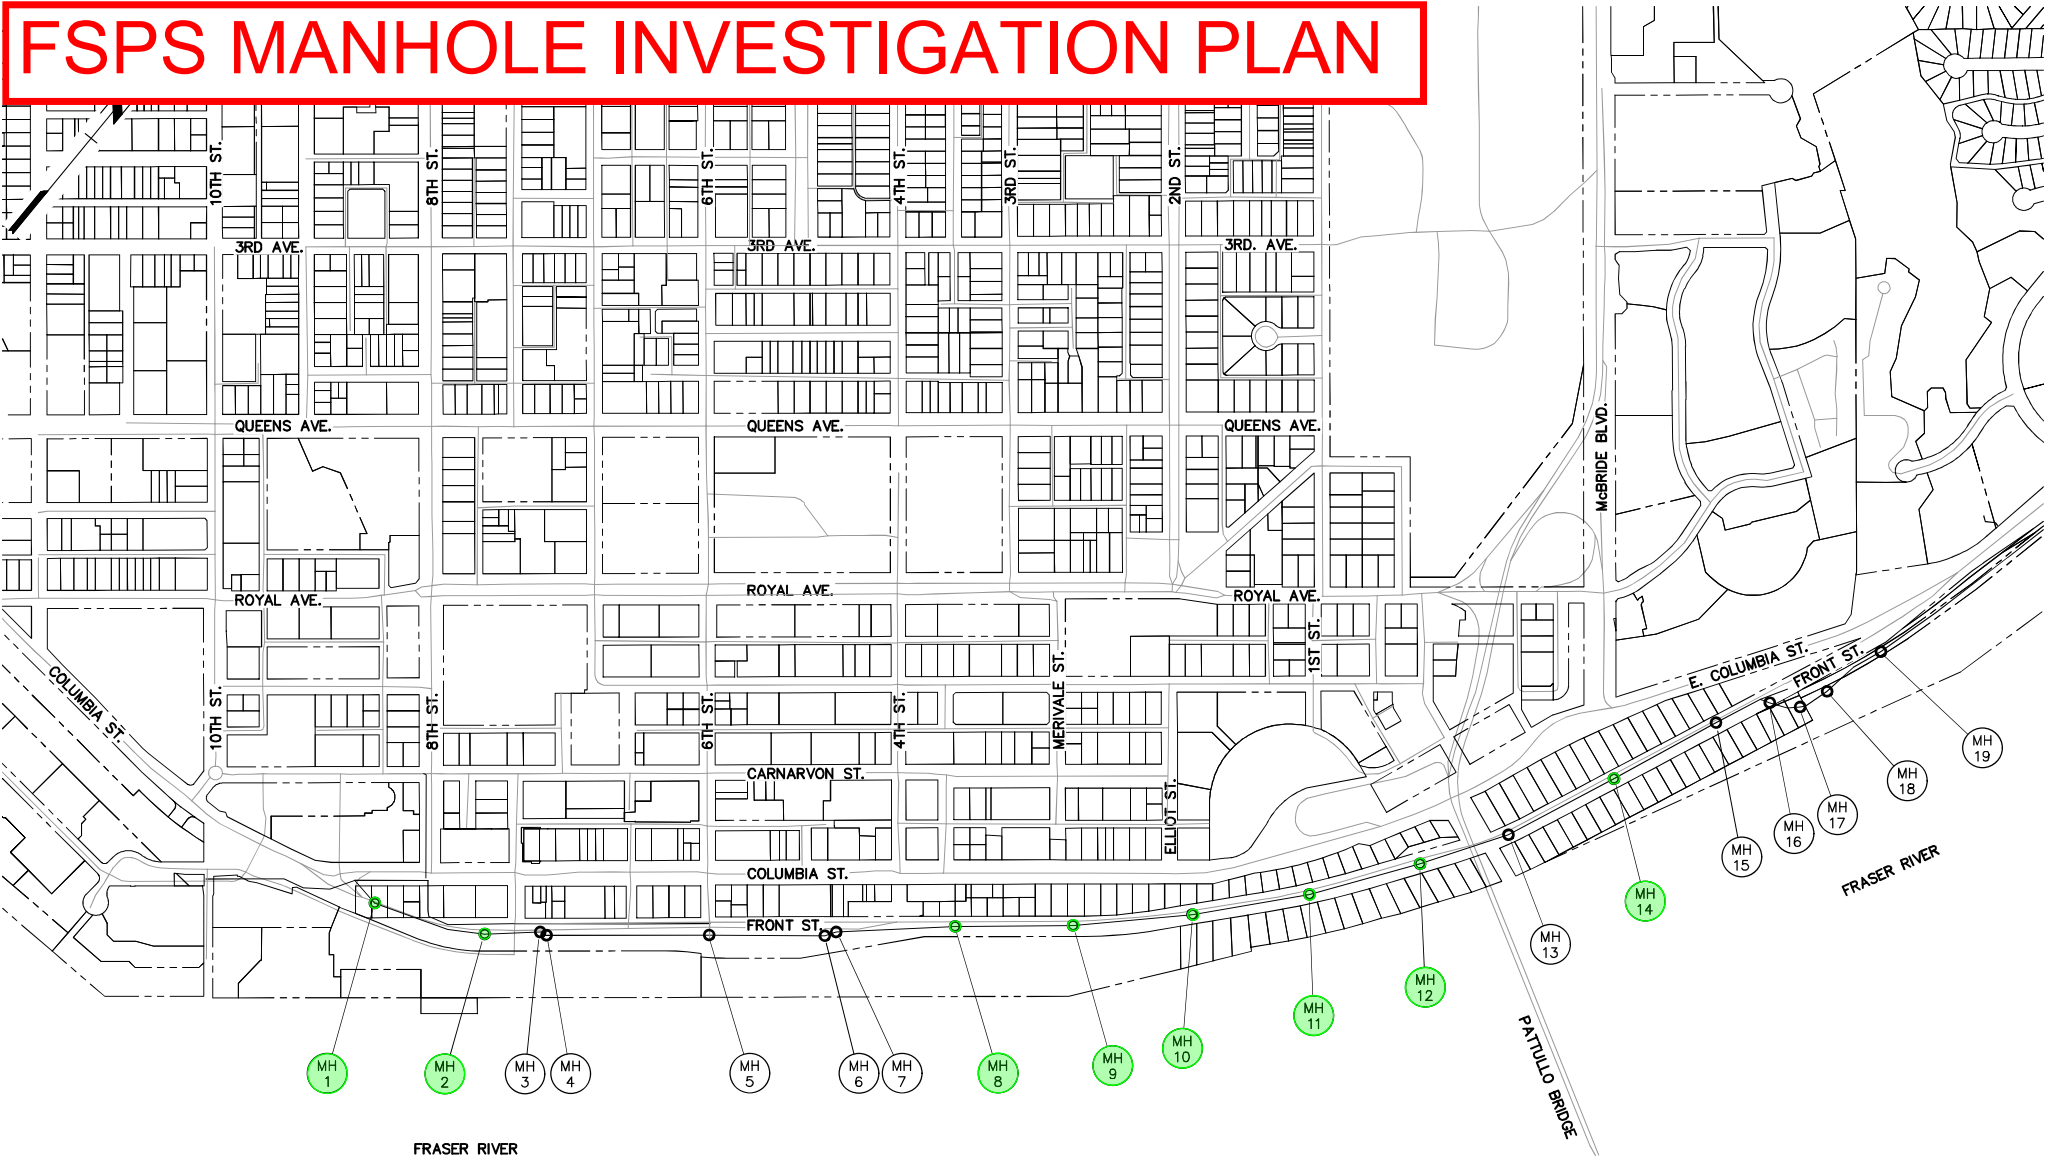 FSPS MANHOLE INVESTIGATION PLAN
10TH ST.
8TH ST.
6TH ST.
4TH ST.
3RD ST.
2ND ST.
3RD AVE.
3RD AVE.
3RD. AVE.
QUEENS AVE.
QUEENS AVE.
QUEENS AVE.
McBRIDE BLVD.
ROYAL AVE.
ROYAL AVE.
ROYAL AVE.
COLUMBIA ST.
10TH ST.
8TH ST.
6TH ST.
4TH ST.
MERIVALE ST.
1ST ST.
E. COLUMBIA ST.
FRONT ST.
CARNARVON ST.
ELLIOT ST.
COLUMBIA ST.
FRONT ST.
MH
1
MH
2
MH
3
MH
4
MH
5
MH
6
MH
7
MH
8
MH
9
MH
10
MH
11
MH
12
MH
13
MH
14
MH
15
MH
16
MH
17
MH
18
MH
19
FRASER RIVER
PATTULLO BRIDGE
FRASER RIVER